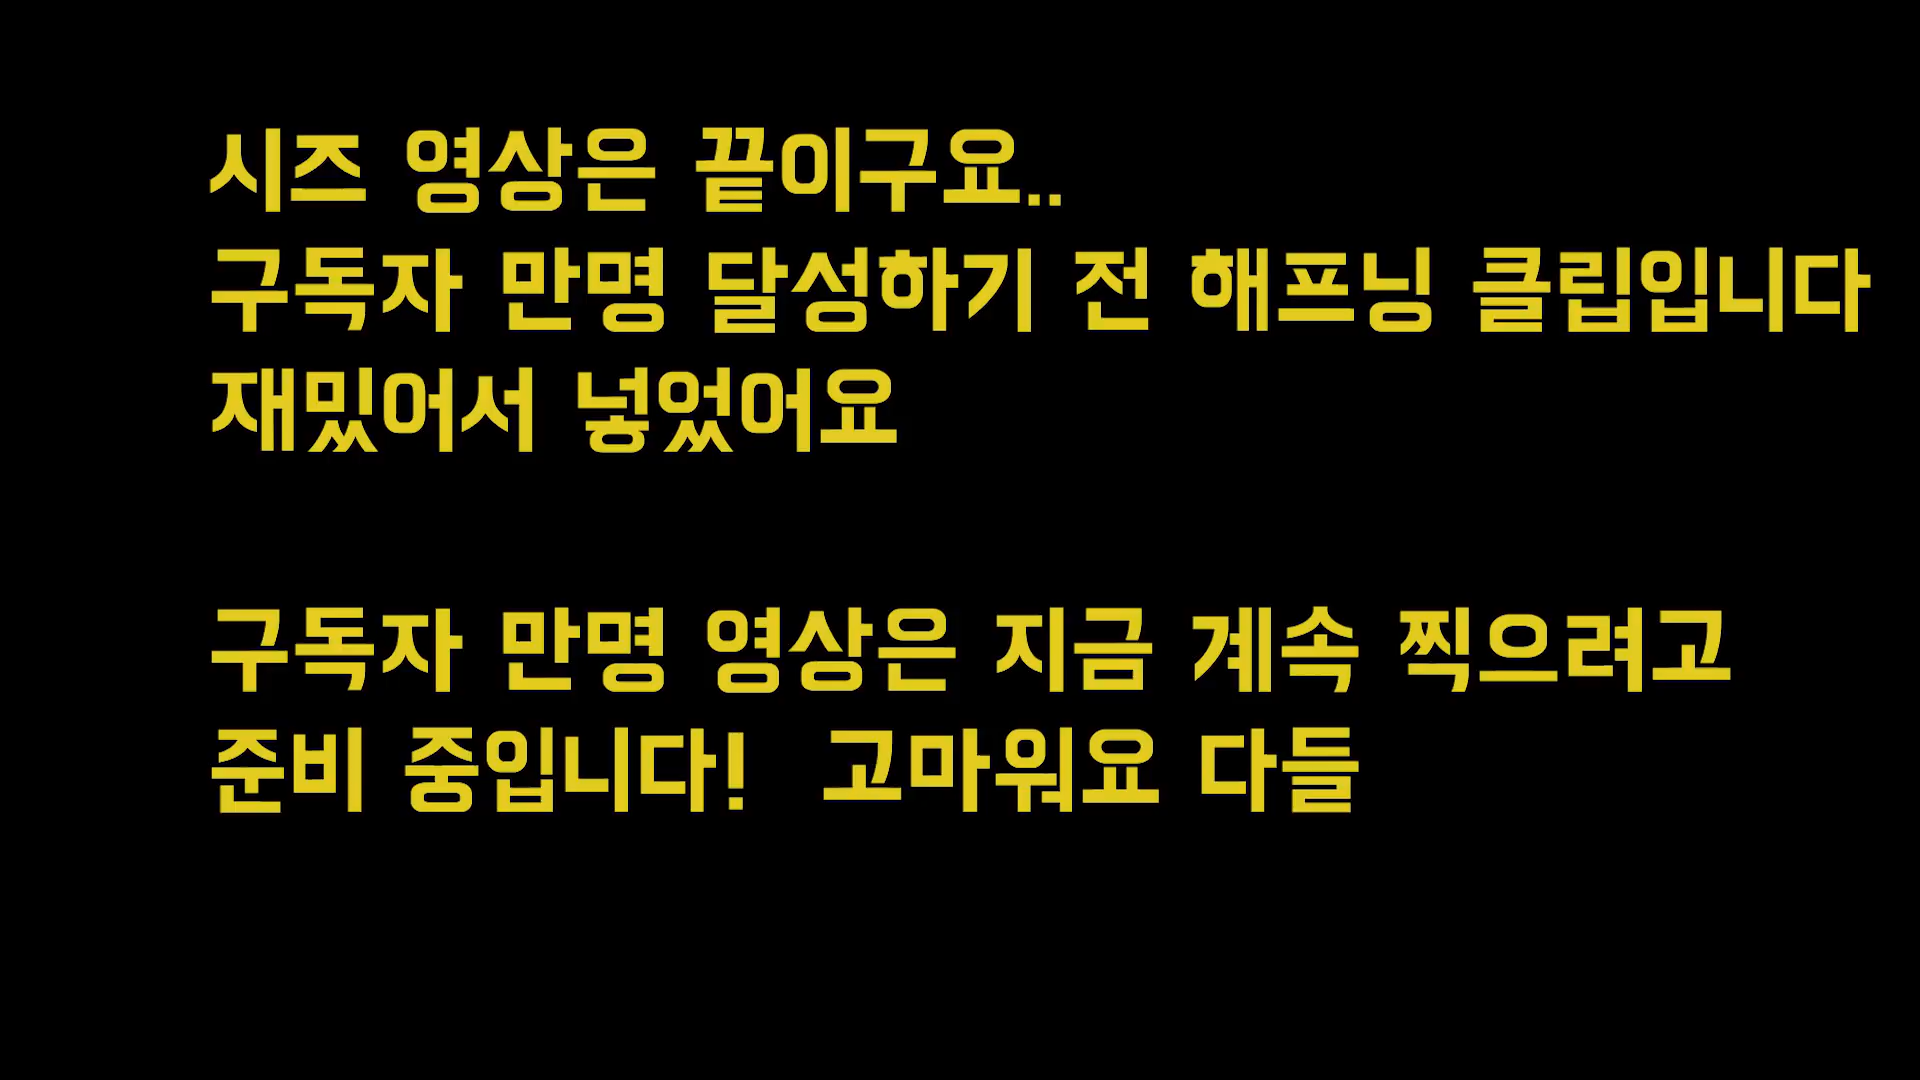 시즈 영상은 끝이구요..
구독자 만명 달성하기 전 해프닝 클립입니다
재밌어서 넣었어요
구독자 만명 영상은 지금 계속 찍으려고
준비 중입니다! 고마워요 다들